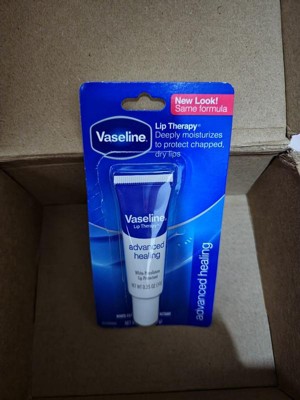 New Look!
Same formula
Vaseline®
Lip Therapy®
Deeply moisturizes
to protect chapped,
dry lips
Vaseline®
Lip Therapy®
advanced
healing
advanced healing